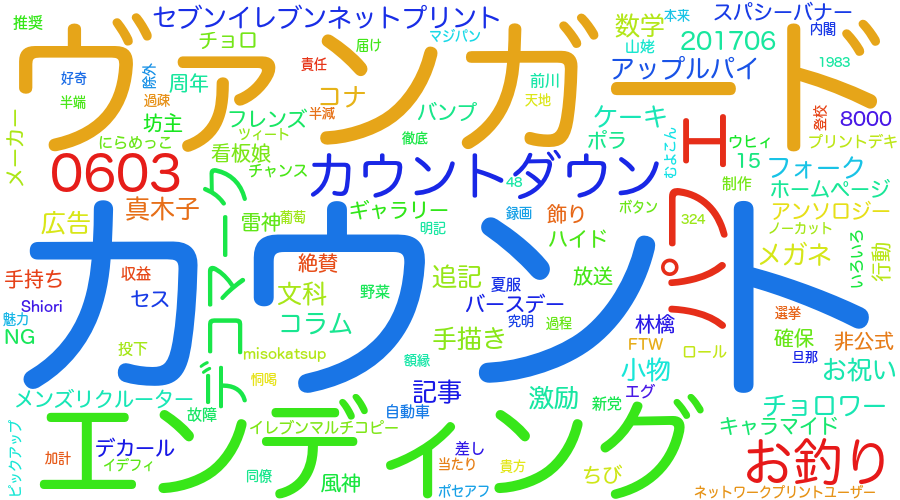 セブンイレブンネットプリント
スパシーバナー
推奨
チョロ
マジパン
届け
数学
本来
内閣
ヴァンガード
山姥
201706
好奇
除外
周年
責任
アップルパイ
1983
半端
過疎
コナ
前川
天地
メーカー
坊主
フレンズ
半減
バンプ
ケーキ
登校
8000
ツィート
にらめっこ
看板娘
徹底
ポラ
むよこん
ウヒィ
プリントデキ
チャンス
エパフ
15
0603
カウントダウン
48
フォーク
制作
ホームページ
デコマーク
真木子
広告
雷神
葡萄
ギャラリー
録画
飾り
ボタン
324
アンソロジー
明記
ノーカット
カウント
ハイド
メガネ
いろいろ
行動
手持ち
収益
絶賛
追記
夏服
放送
Shiori
セス
文科
野菜
バースデー
魅力
コラム
究明
過程
林檎
選挙
NG
手描き
FTW
確保
非公式
投下
misokatsup
額縁
ロール
旦那
恫喝
小物
お祝い
メンズリクルーター
記事
激励
エグ
新党
チョロワー
故障
自動車
エンディング
イレブンマルチコピー
キャラマイド
デカール
差し
お釣り
ピックアップ
加計
イデフィ
当たり
貴方
同僚
風神
ちび
ポセアフ
ネットワークプリントユーザー